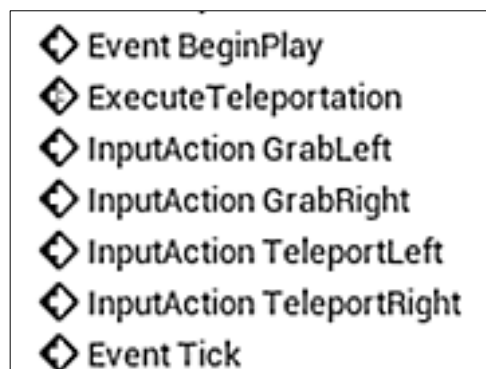 Event BeginPlay
ExecuteTeleportation
InputAction GrabLeft
InputAction GrabRight
InputAction TeleportLeft
InputAction TeleportRight
Event Tick